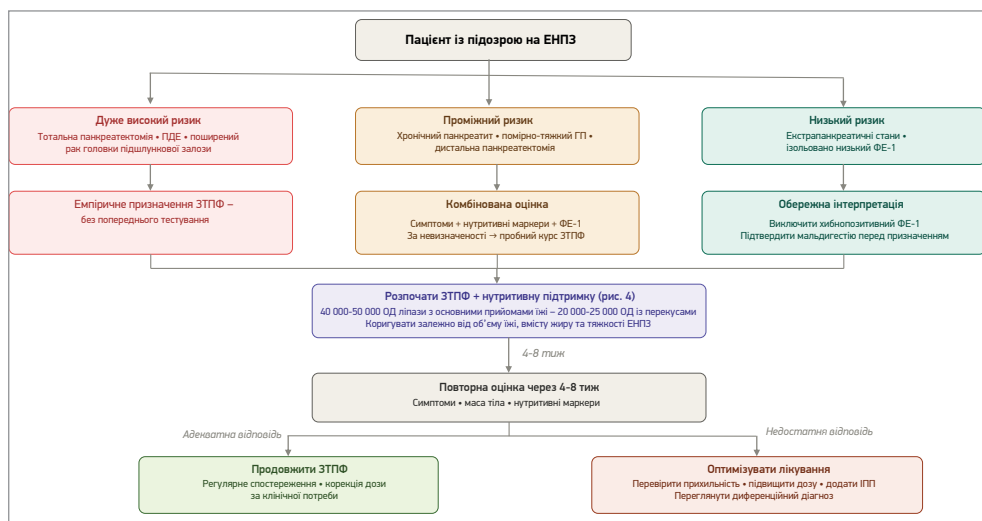 Пацієнт із підозрою на ЕНПЗ
Дуже високий ризик
Тотальна панкреатектомія • ПДЕ • поширений
рак головки підшлункової залози
Проміжний ризик
Хронічний панкреатит • помірно-тяжкий ГП •
дистальна панкреатектомія
Низький ризик
Екстрапанкреатичні стани •
ізольовано низький ФЕ-1
Емпіричне призначення ЗТПФ –
без попереднього тестування
Комбінована оцінка
Симптоми + нутритивні маркери + ФЕ-1
За невизначеності → пробний курс ЗТПФ
Обережна інтерпретація
Виключити хибнопозитивний ФЕ-1
Підтвердити мальдигестію перед призначенням
Розпочати ЗТПФ + нутритивну підтримку (рис. 4)
40 000-50 000 ОД ліпази з основними прийомами їжі – 20 000-25 000 ОД із перекусами
Коригувати залежно від об'єму їжі, вмісту жиру та тяжкості ЕНПЗ
4-8 тиж
Повторна оцінка через 4-8 тиж
Симптоми • маса тіла • нутритивні маркери
Адекватна відповідь
Недостатня відповідь
Продовжити ЗТПФ
Регулярне спостереження • корекція дози
за клінічної потреби
Оптимізувати лікування
Перевірити прихильність • підвищити дозу • додати ІПП
Переглянути диференційний діагноз